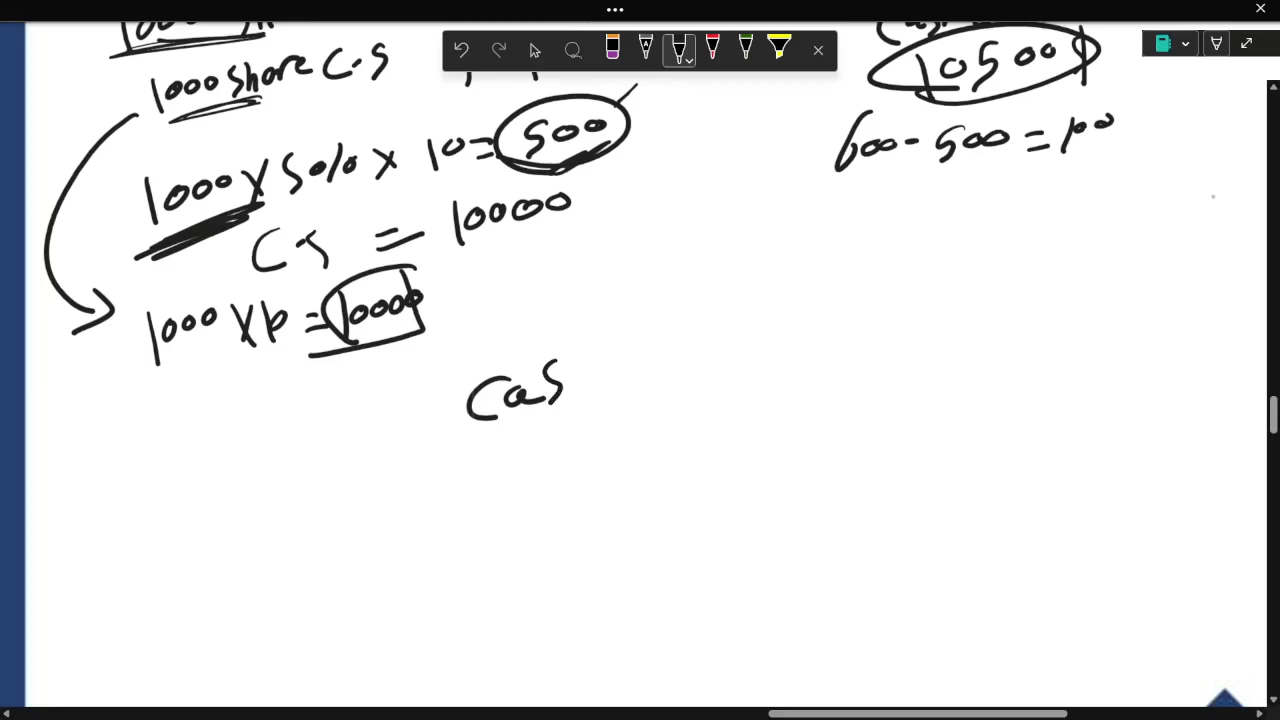 1000 share C.S
1000 x 5% x 10 = 500
CS = 10000
1000 x 10 = 10000
Cas
10500
600 - 500 = 100